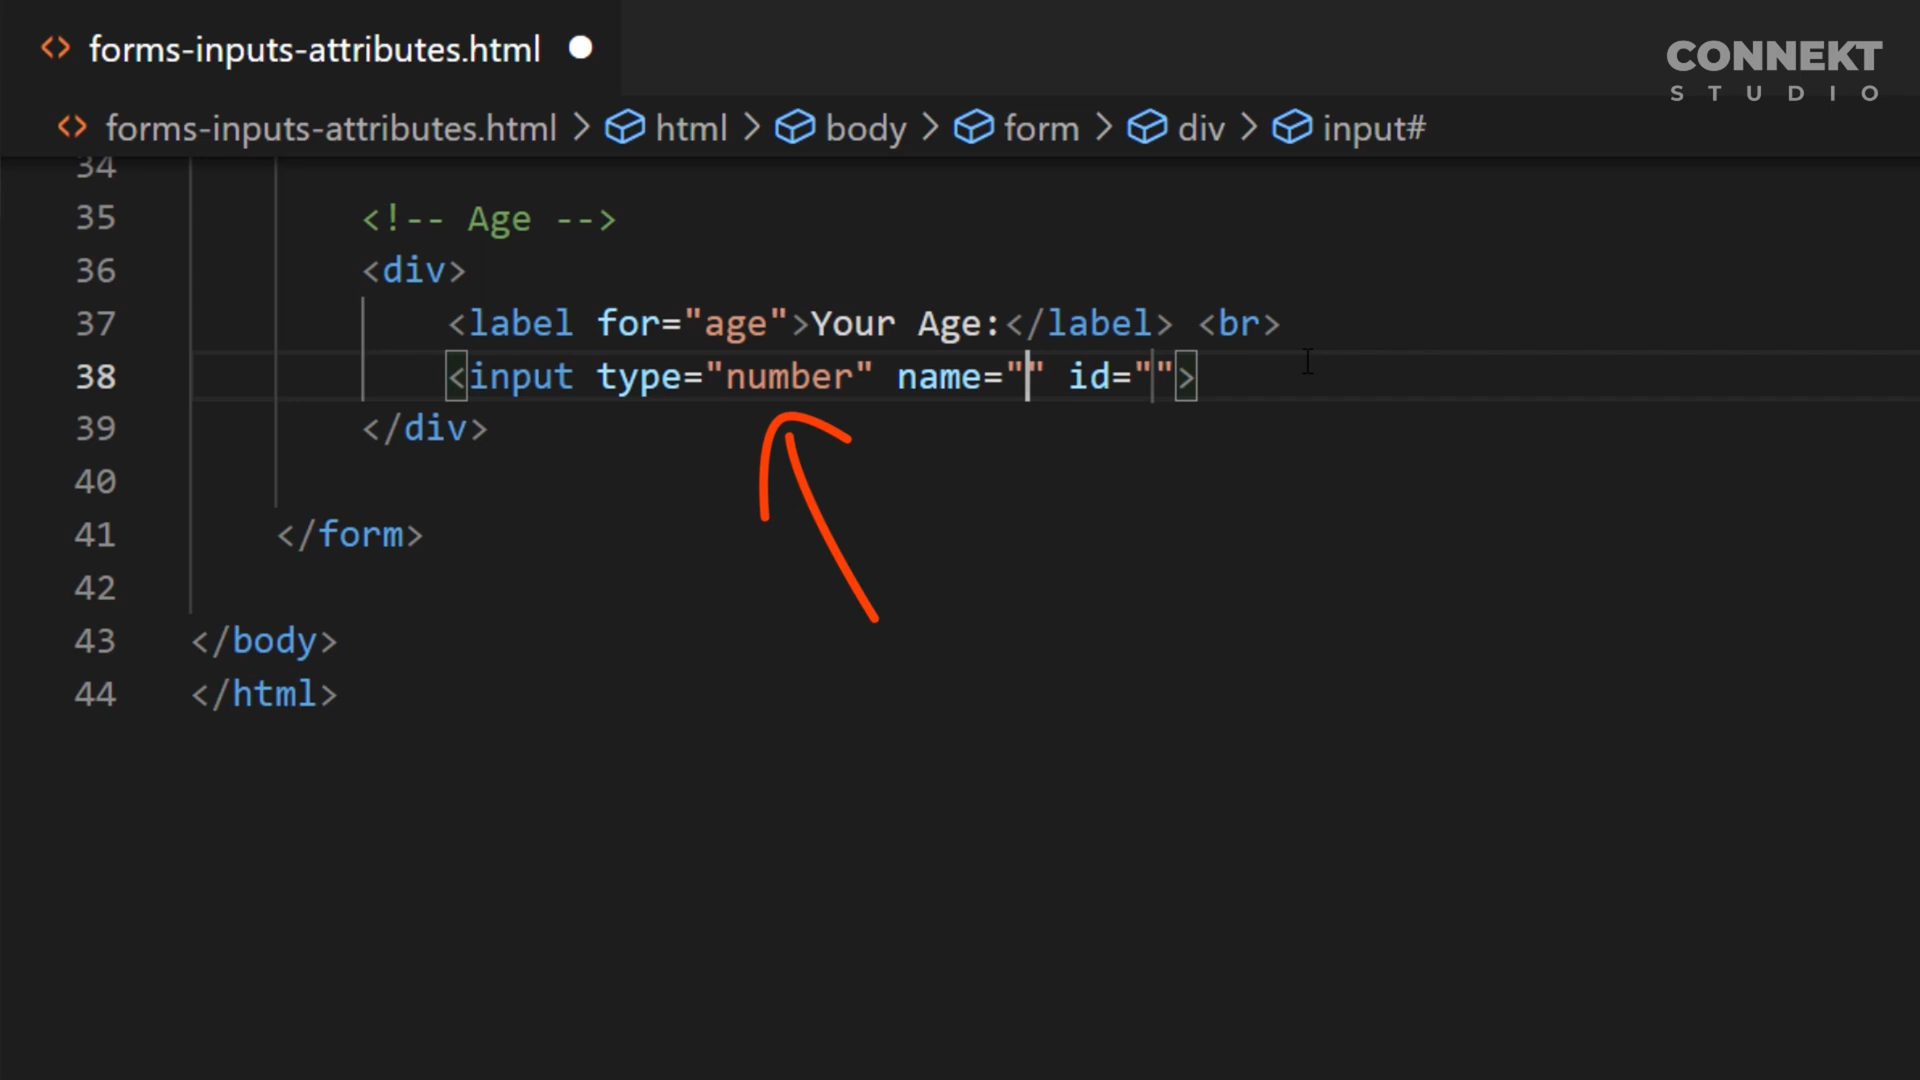 forms-inputs-attributes.html
CONNEKT
STUDIO
forms-inputs-attributes.html > html > body > form > div > input#
34
35 <!-- Age -->
36 <div>
37 <label for="age">Your Age:</label> <br>
38 <input type="number" name="" id="">
39 </div>
40
41 </form>
42
43 </body>
44 </html>